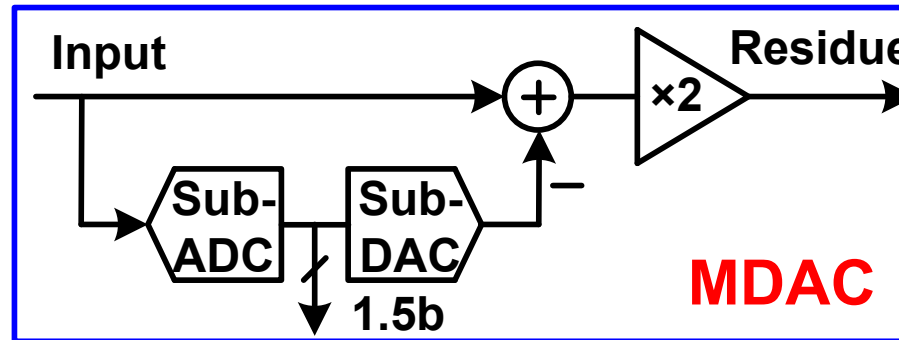 Input
Residue
+
×2
−
Sub-
ADC
Sub-
DAC
1.5b
MDAC